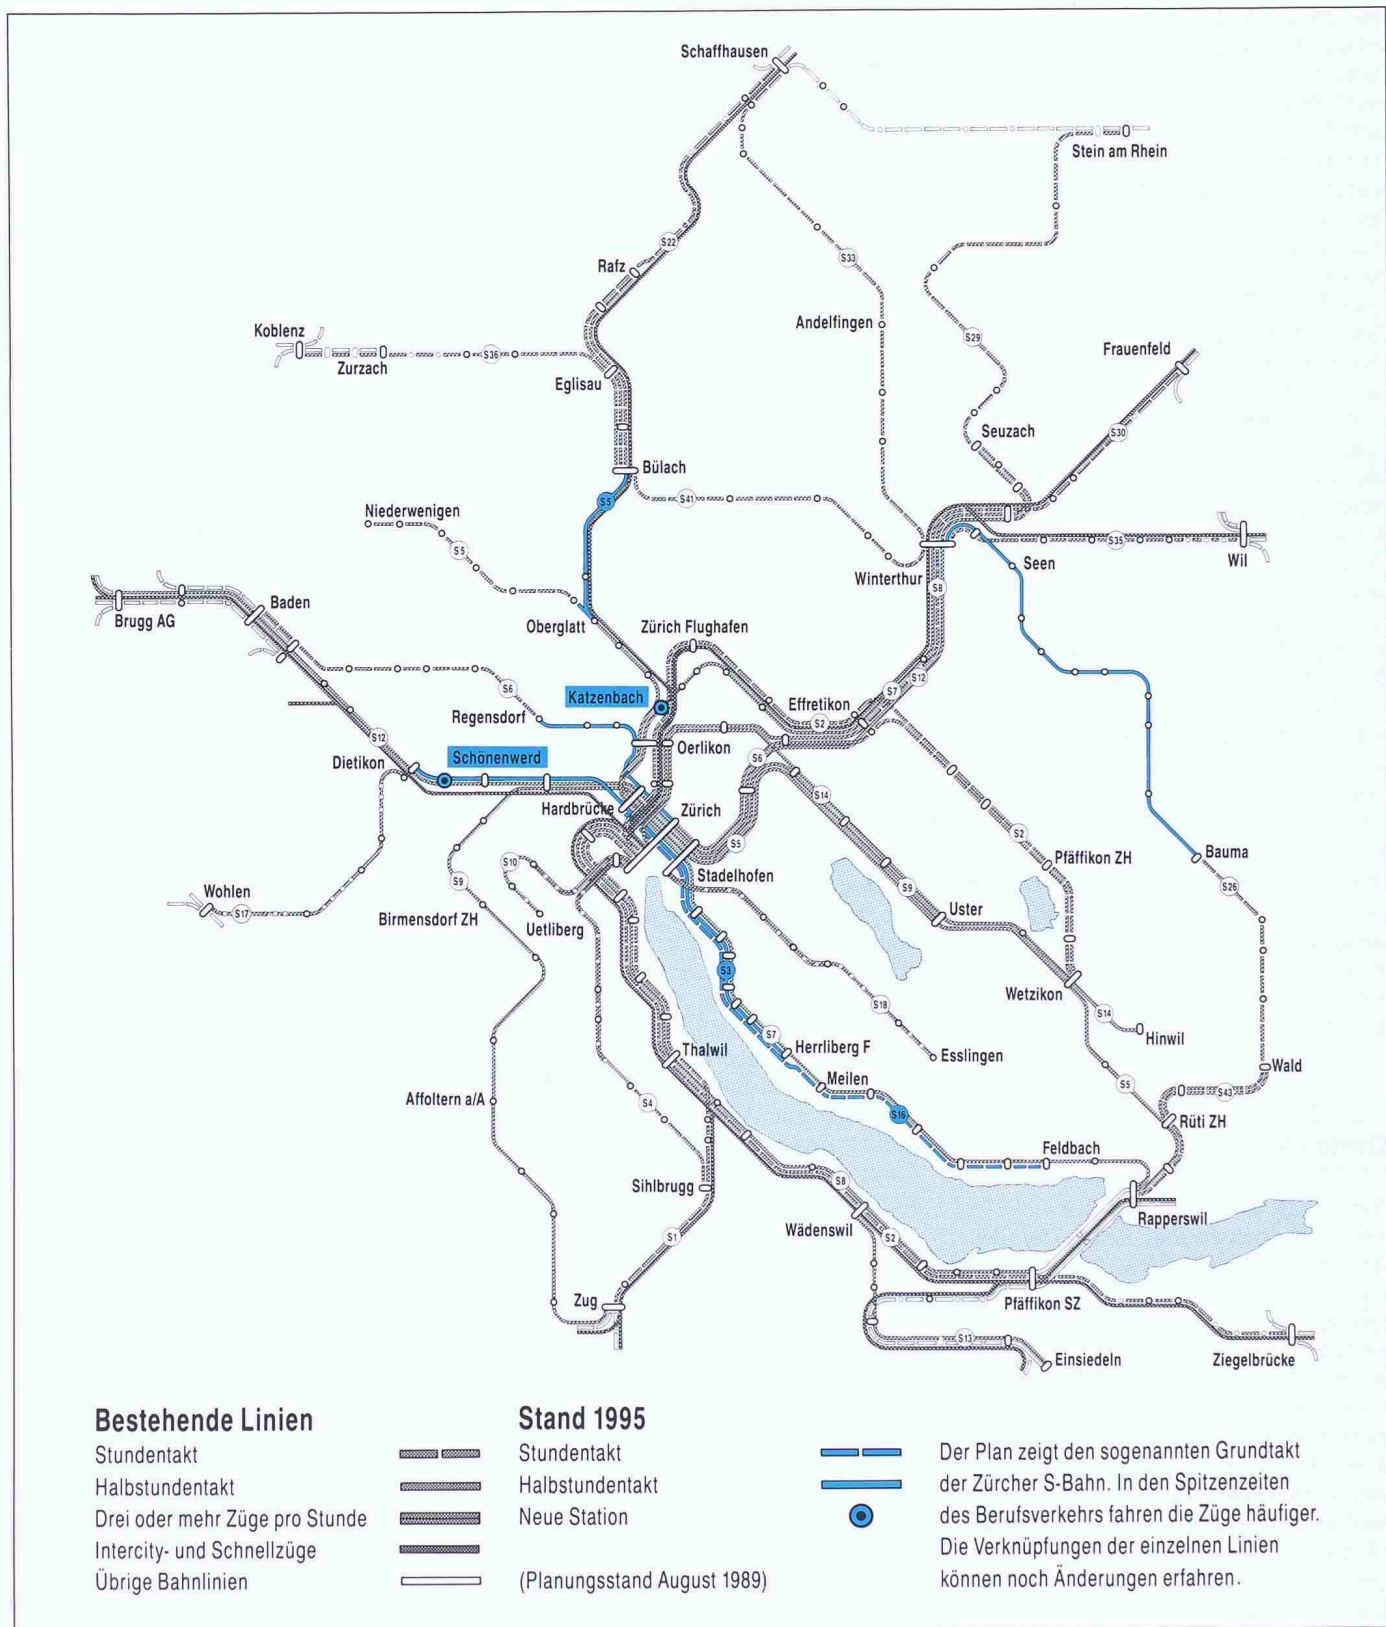 Schaffhausen
Stein am Rhein
S22
Rafz
S33
Koblenz
Andelfingen
S29
Zurzach
S36
Frauenfeld
Eglisau
Seuzach
S30
Bülach
S5
S41
Niederwenigen
S5
S35
Winterthur
Seen
Wil
S8
Baden
Brugg AG
Oberglatt
Zürich Flughafen
S7
S12
Katzenbach
S6
Effretikon
Regensdorf
S2
S12
Oerlikon
Dietikon
Schönenwerd
S6
S14
Hardbrücke
Zürich
S2
S5
Pfäffikon ZH
Bauma
S10
Stadelhofen
S9
S9
S26
Wohlen
S17
Birmensdorf ZH
Uetliberg
Uster
S3
Wetzikon
S18
S14
S7
Hinwil
Thalwil
Herrliberg F
Esslingen
Wald
Meilen
S5
S43
Affoltern a/A
S4
S16
Rüti ZH
Feldbach
Sihlbrugg
S8
Rapperswil
Wädenswil
S1
S2
Zug
Pfäffikon SZ
S13
Einsiedeln
Ziegelbrücke
Bestehende Linien
Stundentakt
Halbstundentakt
Drei oder mehr Züge pro Stunde
Intercity- und Schnellzüge
Übrige Bahnlinien
Stand 1995
Stundentakt
Halbstundentakt
Neue Station
(Planungsstand August 1989)
Der Plan zeigt den sogenannten Grundtakt
der Zürcher S-Bahn. In den Spitzenzeiten
des Berufsverkehrs fahren die Züge häufiger.
Die Verknüpfungen der einzelnen Linien
können noch Änderungen erfahren.